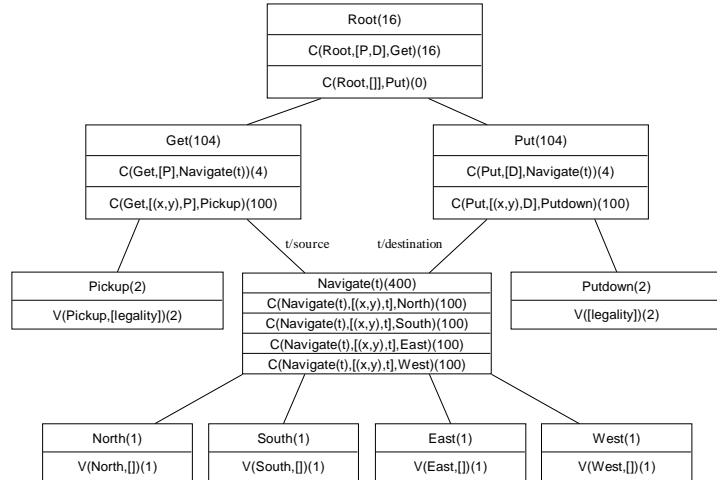 Root(16)
C(Root,[P,D],Get)(16)
C(Root,[]],Put)(0)
Get(104)
C(Get,[P],Navigate(t))(4)
C(Get,[(x,y),P],Pickup)(100)
Put(104)
C(Put,[D],Navigate(t))(4)
C(Put,[(x,y),D],Putdown)(100)
t/source
t/destination
Pickup(2)
V(Pickup,[legality])(2)
Navigate(t)(400)
C(Navigate(t),[(x,y),t],North)(100)
C(Navigate(t),[(x,y),t],South)(100)
C(Navigate(t),[(x,y),t],East)(100)
C(Navigate(t),[(x,y),t],West)(100)
Putdown(2)
V([legality])(2)
North(1)
V(North,[])(1)
South(1)
V(South,[])(1)
East(1)
V(East,[])(1)
West(1)
V(West,[])(1)